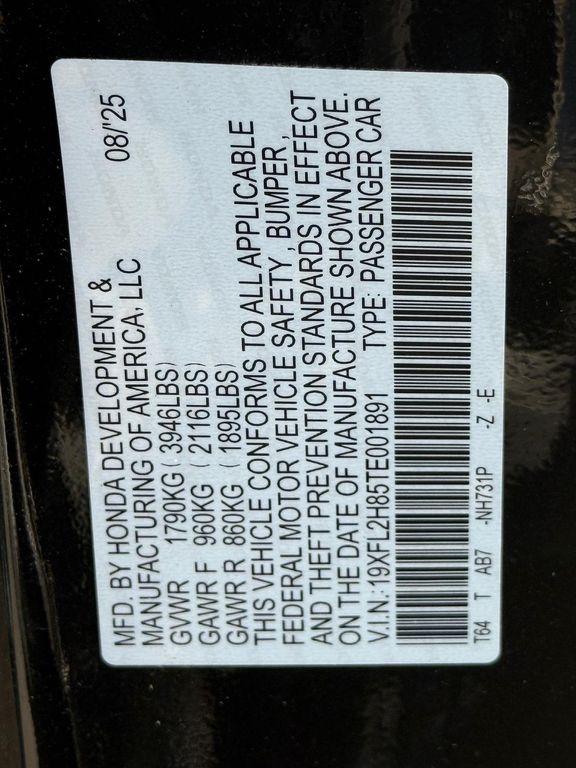 MFD. BY HONDA DEVELOPMENT & 08/'25
MANUFACTURING OF AMERICA, LLC
GVWR 1790KG (3946LBS)
GAWR F 960KG (2116LBS)
GAWR R 860KG (1895LBS)
THIS VEHICLE CONFORMS TO ALL APPLICABLE
FEDERAL MOTOR VEHICLE SAFETY, BUMPER,
AND THEFT PREVENTION STANDARDS IN EFFECT
ON THE DATE OF MANUFACTURE SHOWN ABOVE.
V.I.N.: 19XFL2H85TE001891 TYPE: PASSENGER CAR
T64 T AB7 -NH731P -Z -E